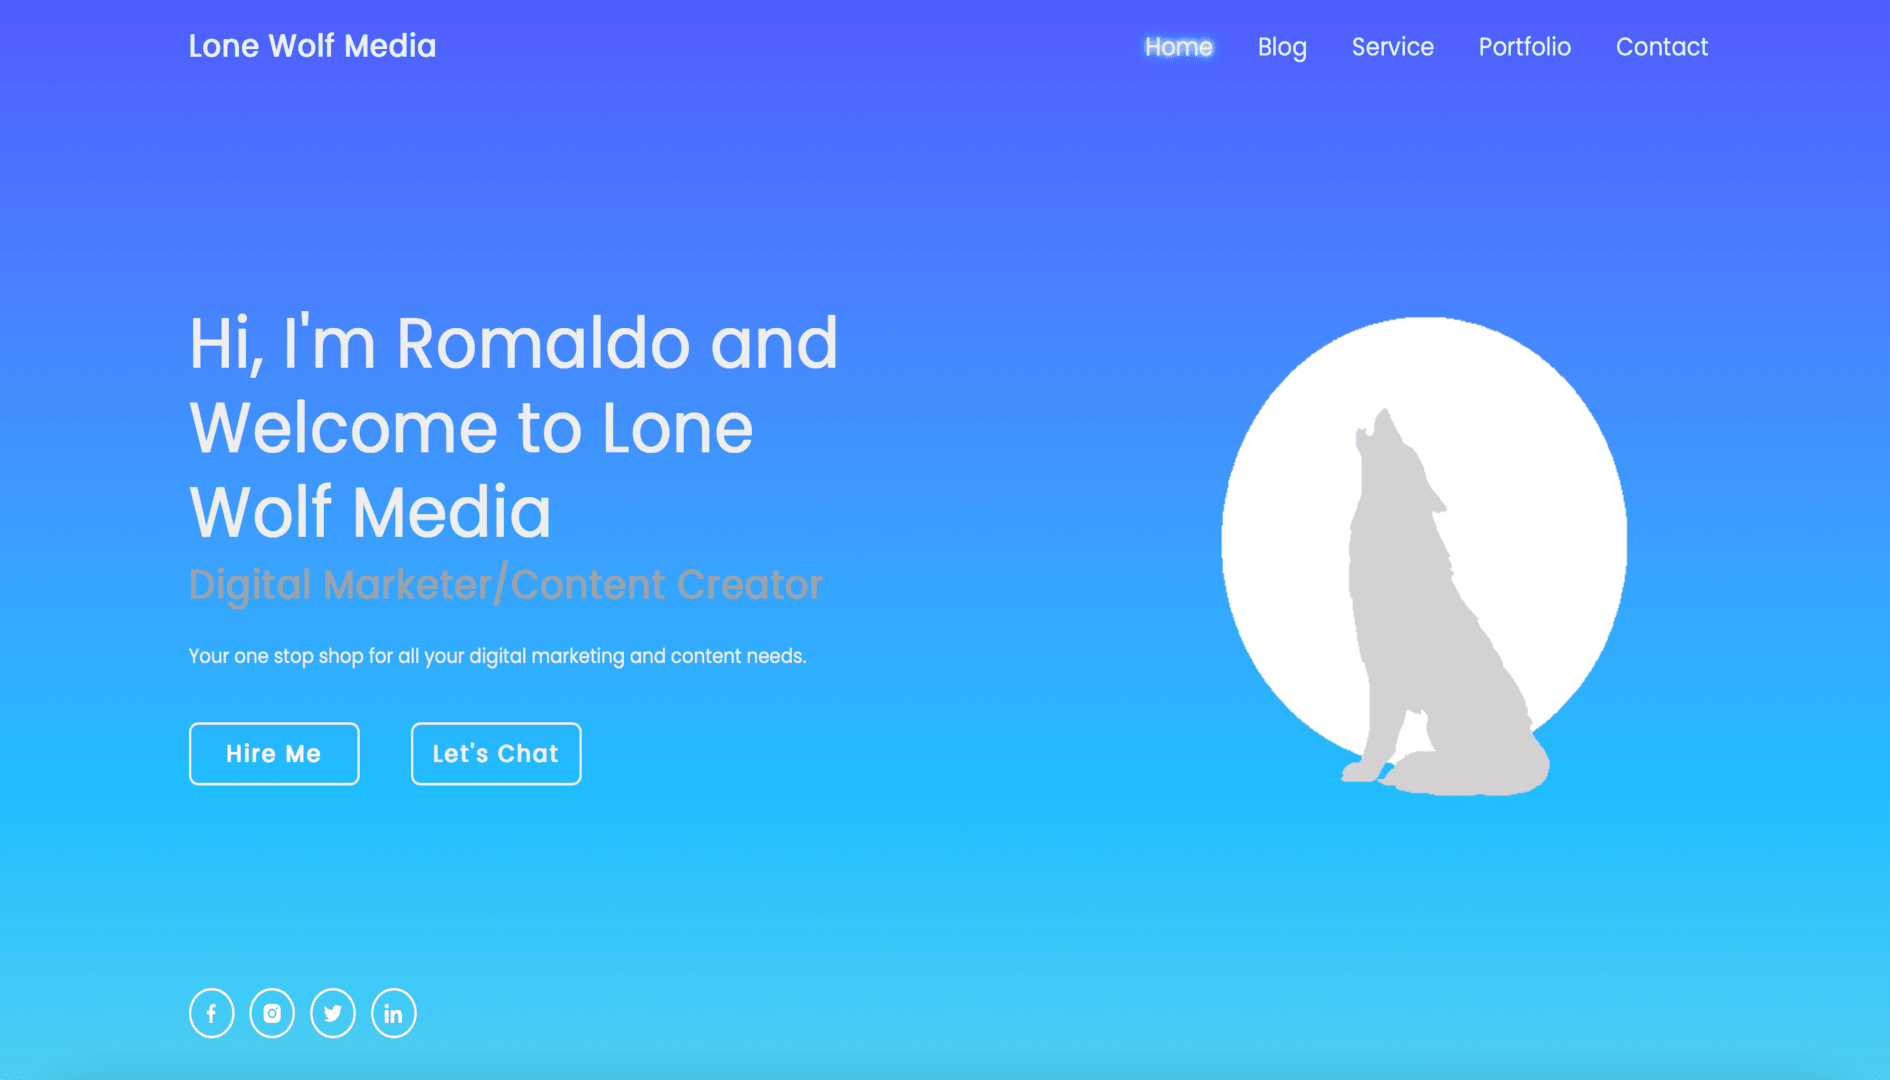 Lone Wolf Media
Home Blog Service Portfolio Contact
Hi, I'm Romaldo and
Welcome to Lone
Wolf Media
Digital Marketer/Content Creator
Your one stop shop for all your digital marketing and content needs.
Hire Me
Let's Chat